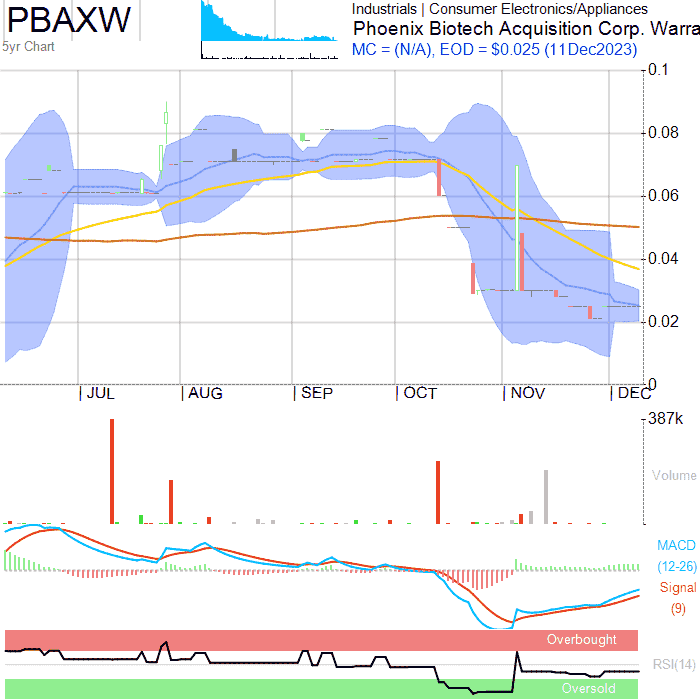 PBAXW
5yr Chart
Industrials | Consumer Electronics/Appliances
Phoenix Biotech Acquisition Corp. Warra
MC = (N/A), EOD = $0.025 (11Dec2023)
0.1
0.08
0.06
0.04
0.02
0
| JUL | AUG | SEP | OCT | NOV | DEC
387k
Volume
MACD
(12-26)
Signal
(9)
Overbought
RSI(14)
Oversold